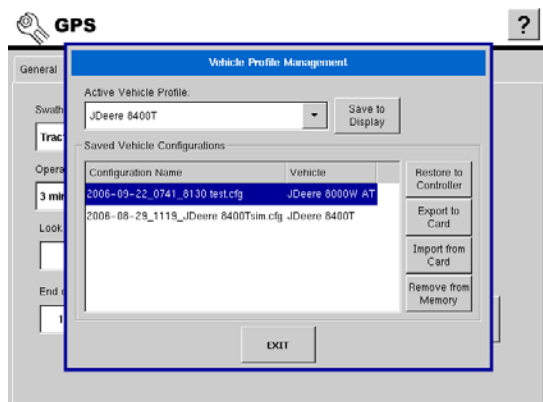 GPS
?
General
Vehicle Profile Management
Active Vehicle Profile:
JDeere 8400T
Save to
Display
Swath
Trac
Saved Vehicle Configurations
Configuration Name Vehicle
2006-09-22_0741_8130 test.cfg JDeere 8000W AT
2006-08-29_1119_JDeere 8400Tsim.cfg JDeere 8400T
Restore to
Controller
Export to
Card
Import from
Card
Remove from
Memory
Opera
3 min
Look
End o
1
EXIT